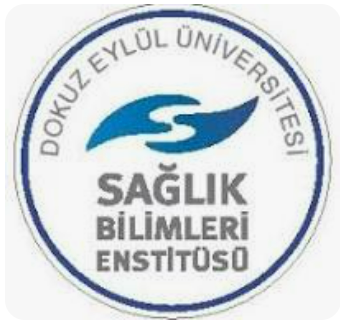 DOKUZ EYLÜL ÜNİVERSİTESİ
SAĞLIK
BİLİMLERİ
ENSTİTÜSÜ